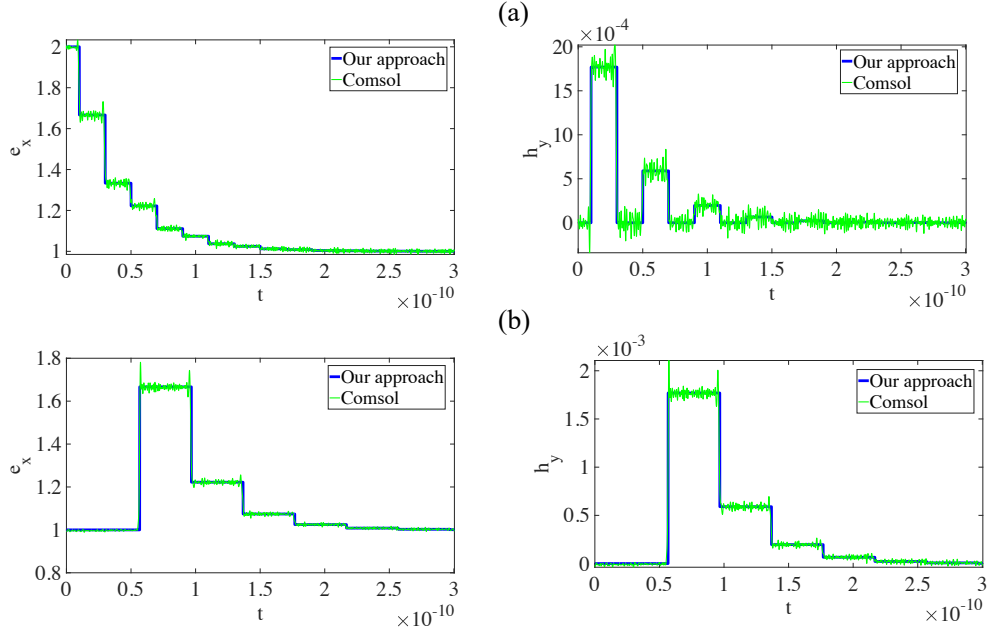 (a)
2
1.8
1.6
1.4
1.2
1
0 0.5 1 1.5 2 2.5 3
e_x
t
×10⁻¹⁰
Our approach
Comsol
×10⁻⁴
20
15
10
5
0
0 0.5 1 1.5 2 2.5 3
h_y
t
×10⁻¹⁰
Our approach
Comsol
(b)
1.8
1.6
1.4
1.2
1
0.8
0 0.5 1 1.5 2 2.5 3
e_x
t
×10⁻¹⁰
Our approach
Comsol
×10⁻³
2
1.5
1
0.5
0
0 0.5 1 1.5 2 2.5 3
h_y
t
×10⁻¹⁰
Our approach
Comsol